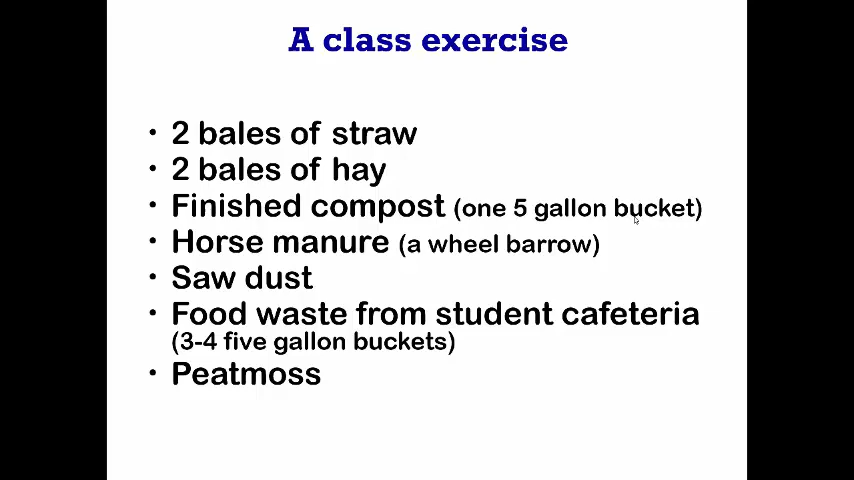 A class exercise
• 2 bales of straw
• 2 bales of hay
• Finished compost (one 5 gallon bucket)
• Horse manure (a wheel barrow)
• Saw dust
• Food waste from student cafeteria
(3-4 five gallon buckets)
• Peatmoss